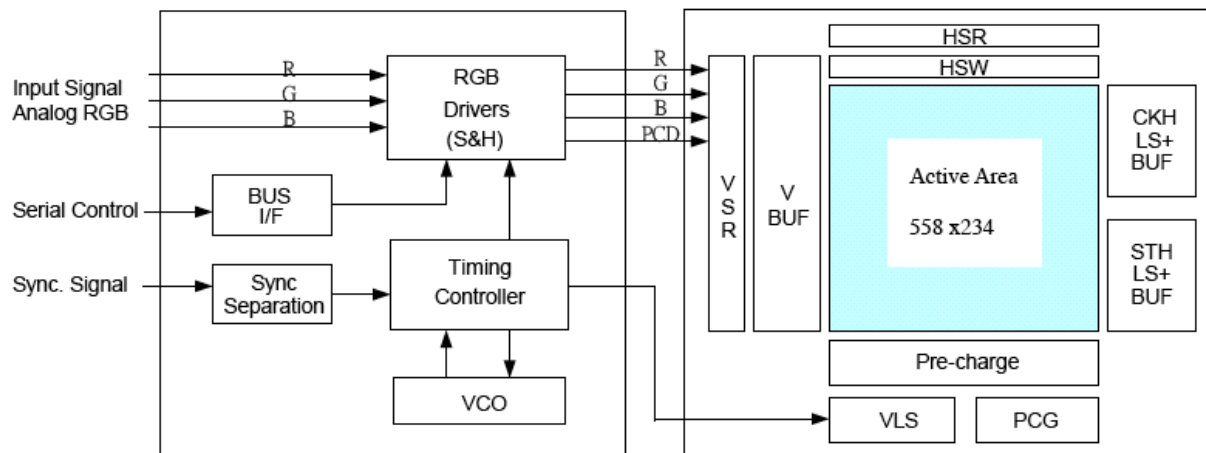 Input Signal
Analog RGB
R
G
B
RGB
Drivers
(S&H)
R
G
B
PCD
Serial Control
BUS
I/F
Sync. Signal
Sync
Separation
Timing
Controller
VCO
V
S
R
V
BUF
HSR
HSW
Active Area
558 x234
CKH
LS+
BUF
STH
LS+
BUF
Pre-charge
VLS
PCG